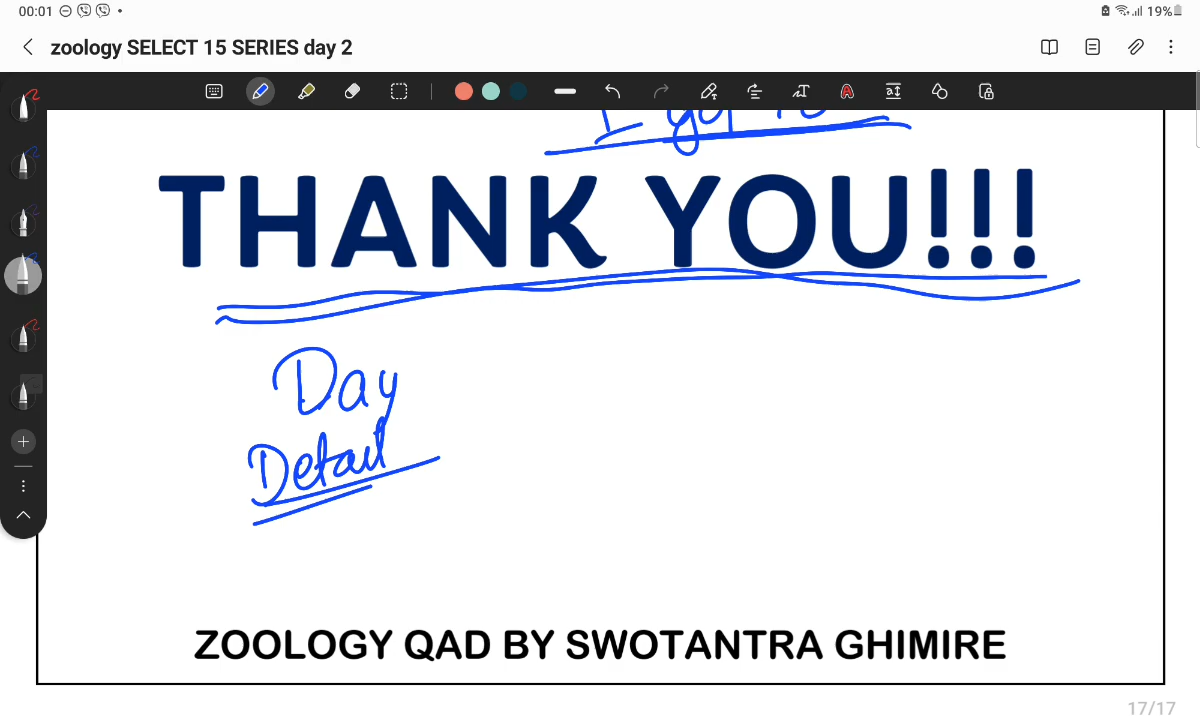 00:01
19%
zoology SELECT 15 SERIES day 2
THANK YOU!!!
Day
Detail
ZOOLOGY QAD BY SWOTANTRA GHIMIRE
17/17